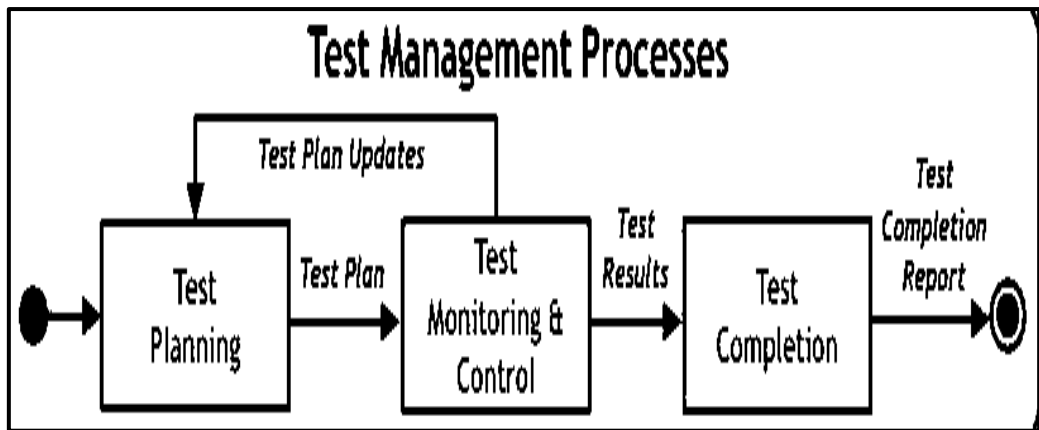 Test Management Processes
Test Plan Updates
Test
Planning
Test Plan
Test
Monitoring &
Control
Test
Results
Test
Completion
Test
Completion
Report